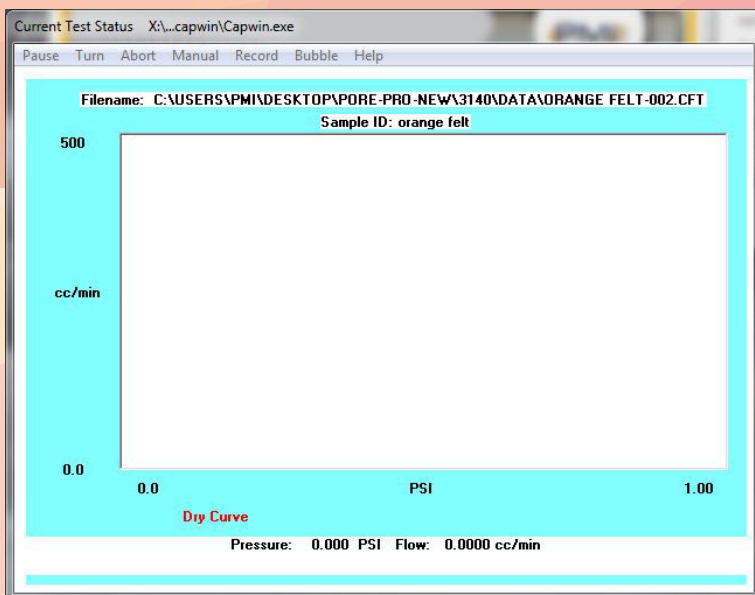 Current Test Status X:\...capwin\Capwin.exe
Pause Turn Abort Manual Record Bubble Help
Filename: C:\USERS\PMI\DESKTOP\PORE-PRO-NEW\3140\DATA\ORANGE FELT-002.CFT
Sample ID: orange felt
500
cc/min
0.0
0.0 PSI 1.00
Dry Curve
Pressure: 0.000 PSI Flow: 0.0000 cc/min